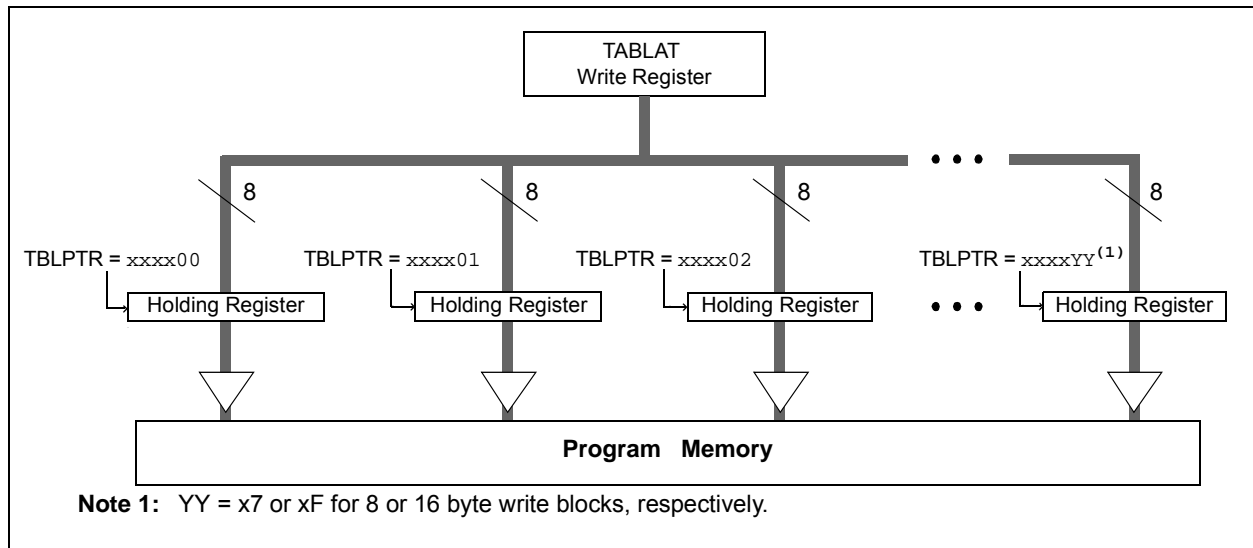 TABLAT
Write Register
8 8 8 8
TBLPTR = xxxx00 TBLPTR = xxxx01 TBLPTR = xxxx02 TBLPTR = xxxxYY(1)
Holding Register Holding Register Holding Register Holding Register
Program Memory
Note 1: YY = x7 or xF for 8 or 16 byte write blocks, respectively.